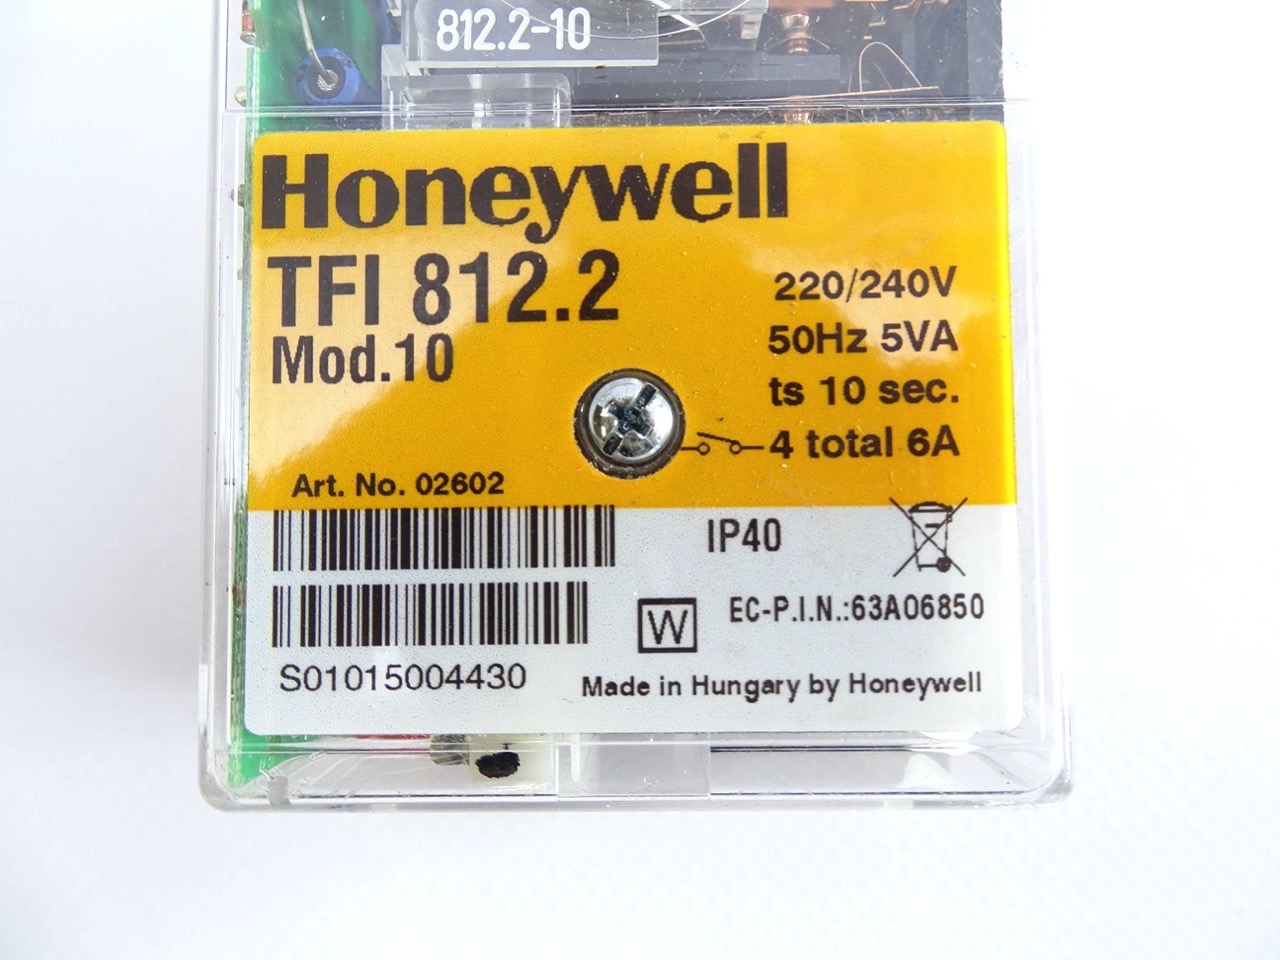 812.2-10
Honeywell
TFI 812.2
Mod.10
220/240V
50Hz 5VA
ts 10 sec.
4 total 6A
Art. No. 02602
IP40
W
EC-P.I.N.:63A06850
S01015004430
Made in Hungary by Honeywell